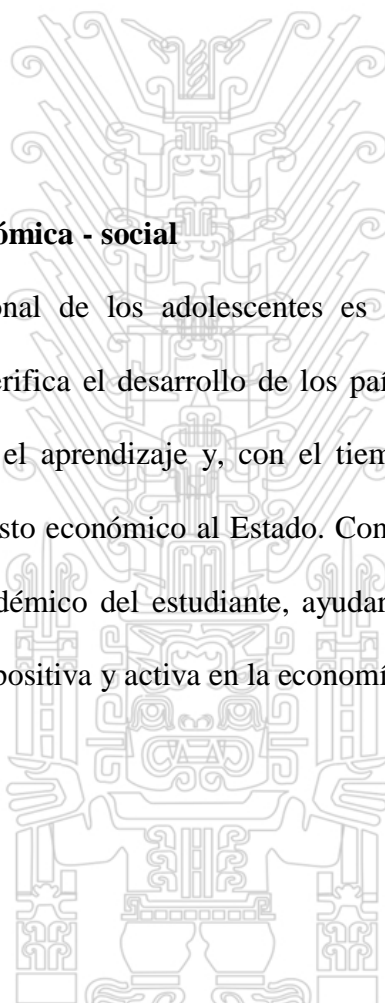 ómica - social
onal de los adolescentes es
erifica el desarrollo de los paí
el aprendizaje y, con el tiem
sto económico al Estado. Con
démico del estudiante, ayudar
positiva y activa en la economí